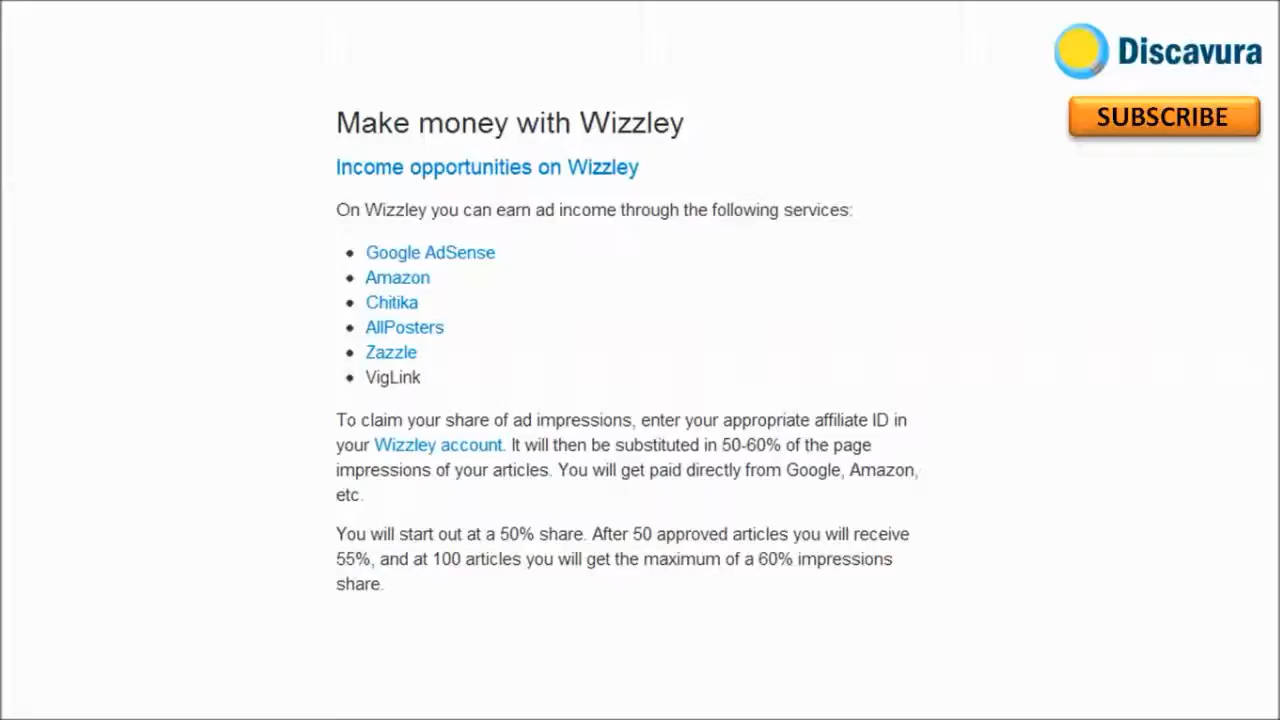 Discavura
SUBSCRIBE
Make money with Wizzley
Income opportunities on Wizzley
On Wizzley you can earn ad income through the following services:
Google AdSense
Amazon
Chitika
AllPosters
Zazzle
VigLink
To claim your share of ad impressions, enter your appropriate affiliate ID in
your Wizzley account. It will then be substituted in 50-60% of the page
impressions of your articles. You will get paid directly from Google, Amazon,
etc.
You will start out at a 50% share. After 50 approved articles you will receive
55%, and at 100 articles you will get the maximum of a 60% impressions
share.